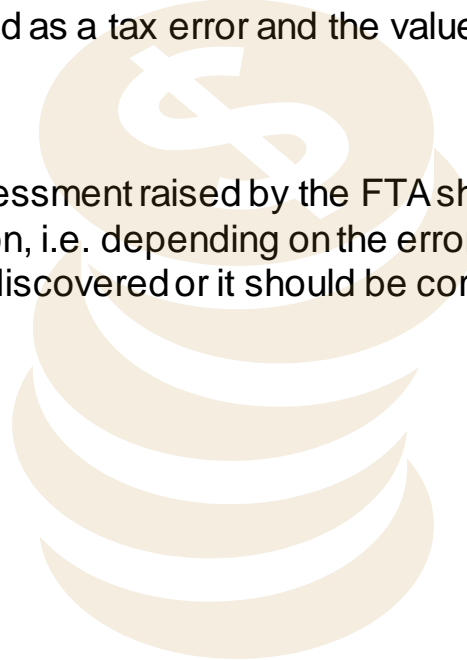 d as a tax error and the value
essment raised by the FTA sh
on, i.e. depending on the error
discovered or it should be cor